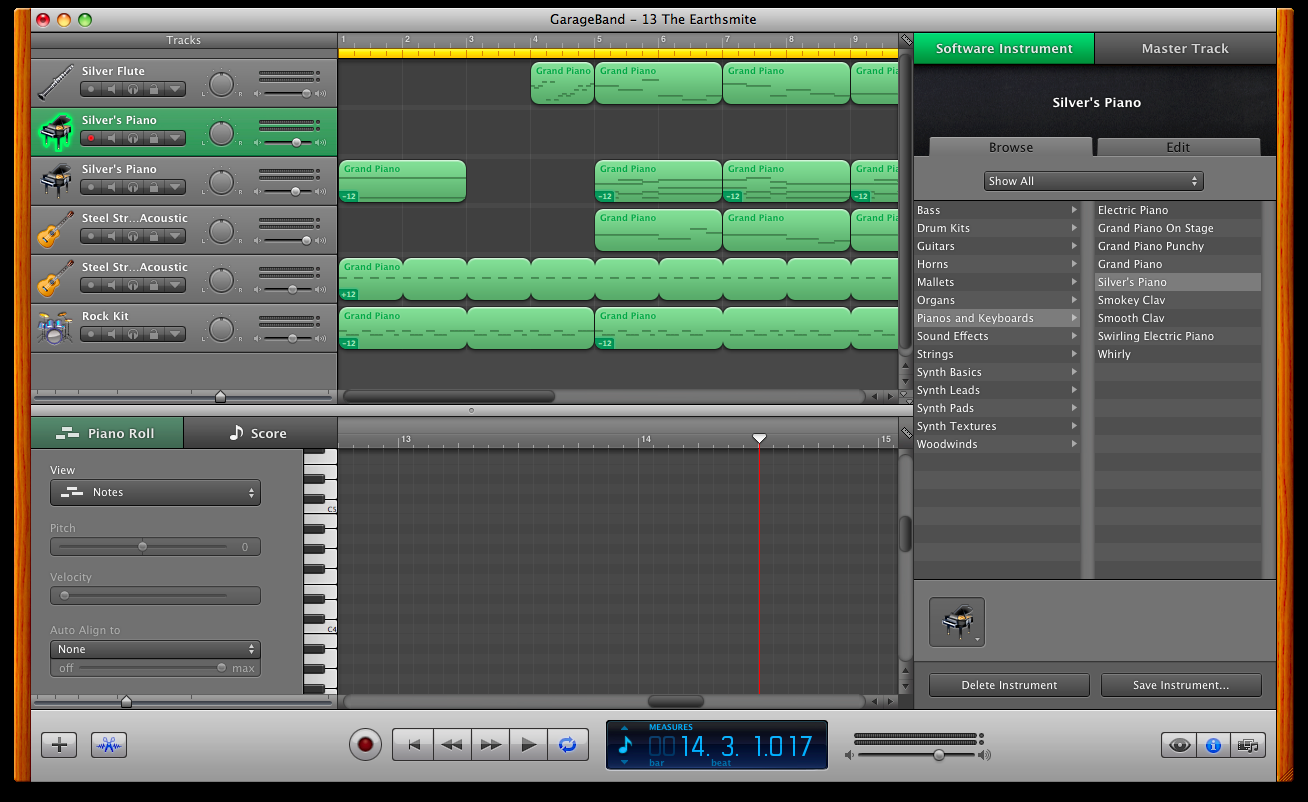 GarageBand – 13 The Earthsmite
Tracks
1 2 3 4 5 6 7 8 9
Software Instrument Master Track
Silver Flute
L R
Grand Piano Grand Piano Grand Piano Grand Pi
Silver's Piano
L R
Silver's Piano
Browse Edit
Show All
Silver's Piano
L R
Grand Piano Grand Piano Grand Piano Grand Pi
-12 -12 -12 -12
Steel Str...Acoustic
L R
Grand Piano Grand Piano Grand Pi
Steel Str...Acoustic
L R
Grand Piano
+12
Rock Kit
L R
Grand Piano Grand Piano
-12 -12
Bass
Drum Kits
Guitars
Horns
Mallets
Organs
Pianos and Keyboards
Sound Effects
Strings
Synth Basics
Synth Leads
Synth Pads
Synth Textures
Woodwinds
Electric Piano
Grand Piano On Stage
Grand Piano Punchy
Grand Piano
Silver's Piano
Smokey Clav
Smooth Clav
Swirling Electric Piano
Whirly
Piano Roll Score
13 14 15
View
Notes
Pitch
0
Velocity
Auto Align to
None
off max
C5
C4
Delete Instrument Save Instrument...
MEASURES
0014. 3. 1.017
bar beat